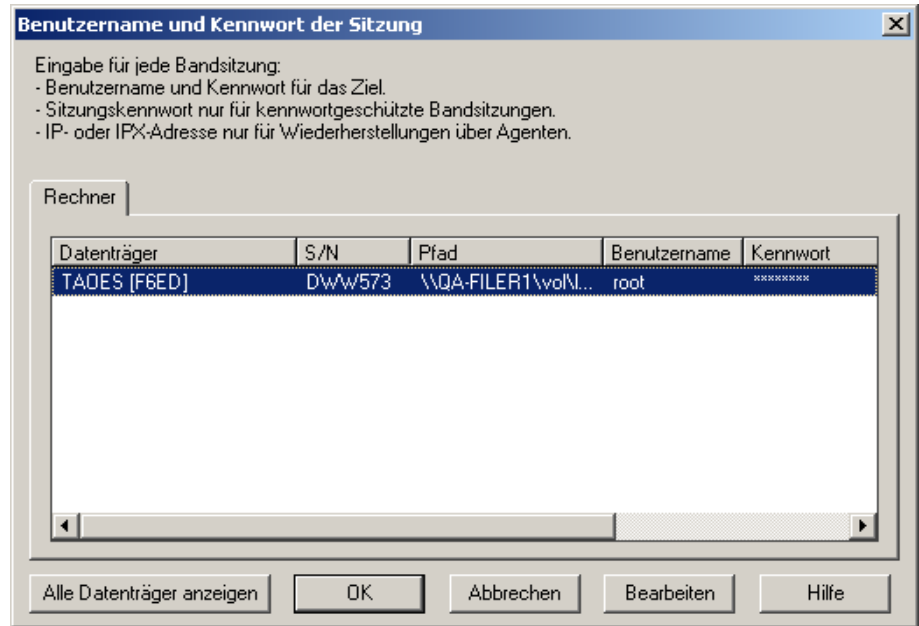 Benutzername und Kennwort der Sitzung
Eingabe für jede Bandsitzung:
- Benutzername und Kennwort für das Ziel.
- Sitzungskennwort nur für kennwortgeschützte Bandsitzungen.
- IP- oder IPX-Adresse nur für Wiederherstellungen über Agenten.
Rechner
Datenträger S/N Pfad Benutzername Kennwort
TAOES [F6ED] DWW573 \\QA-FILER1\vol\l... root ********
Alle Datenträger anzeigen OK Abbrechen Bearbeiten Hilfe